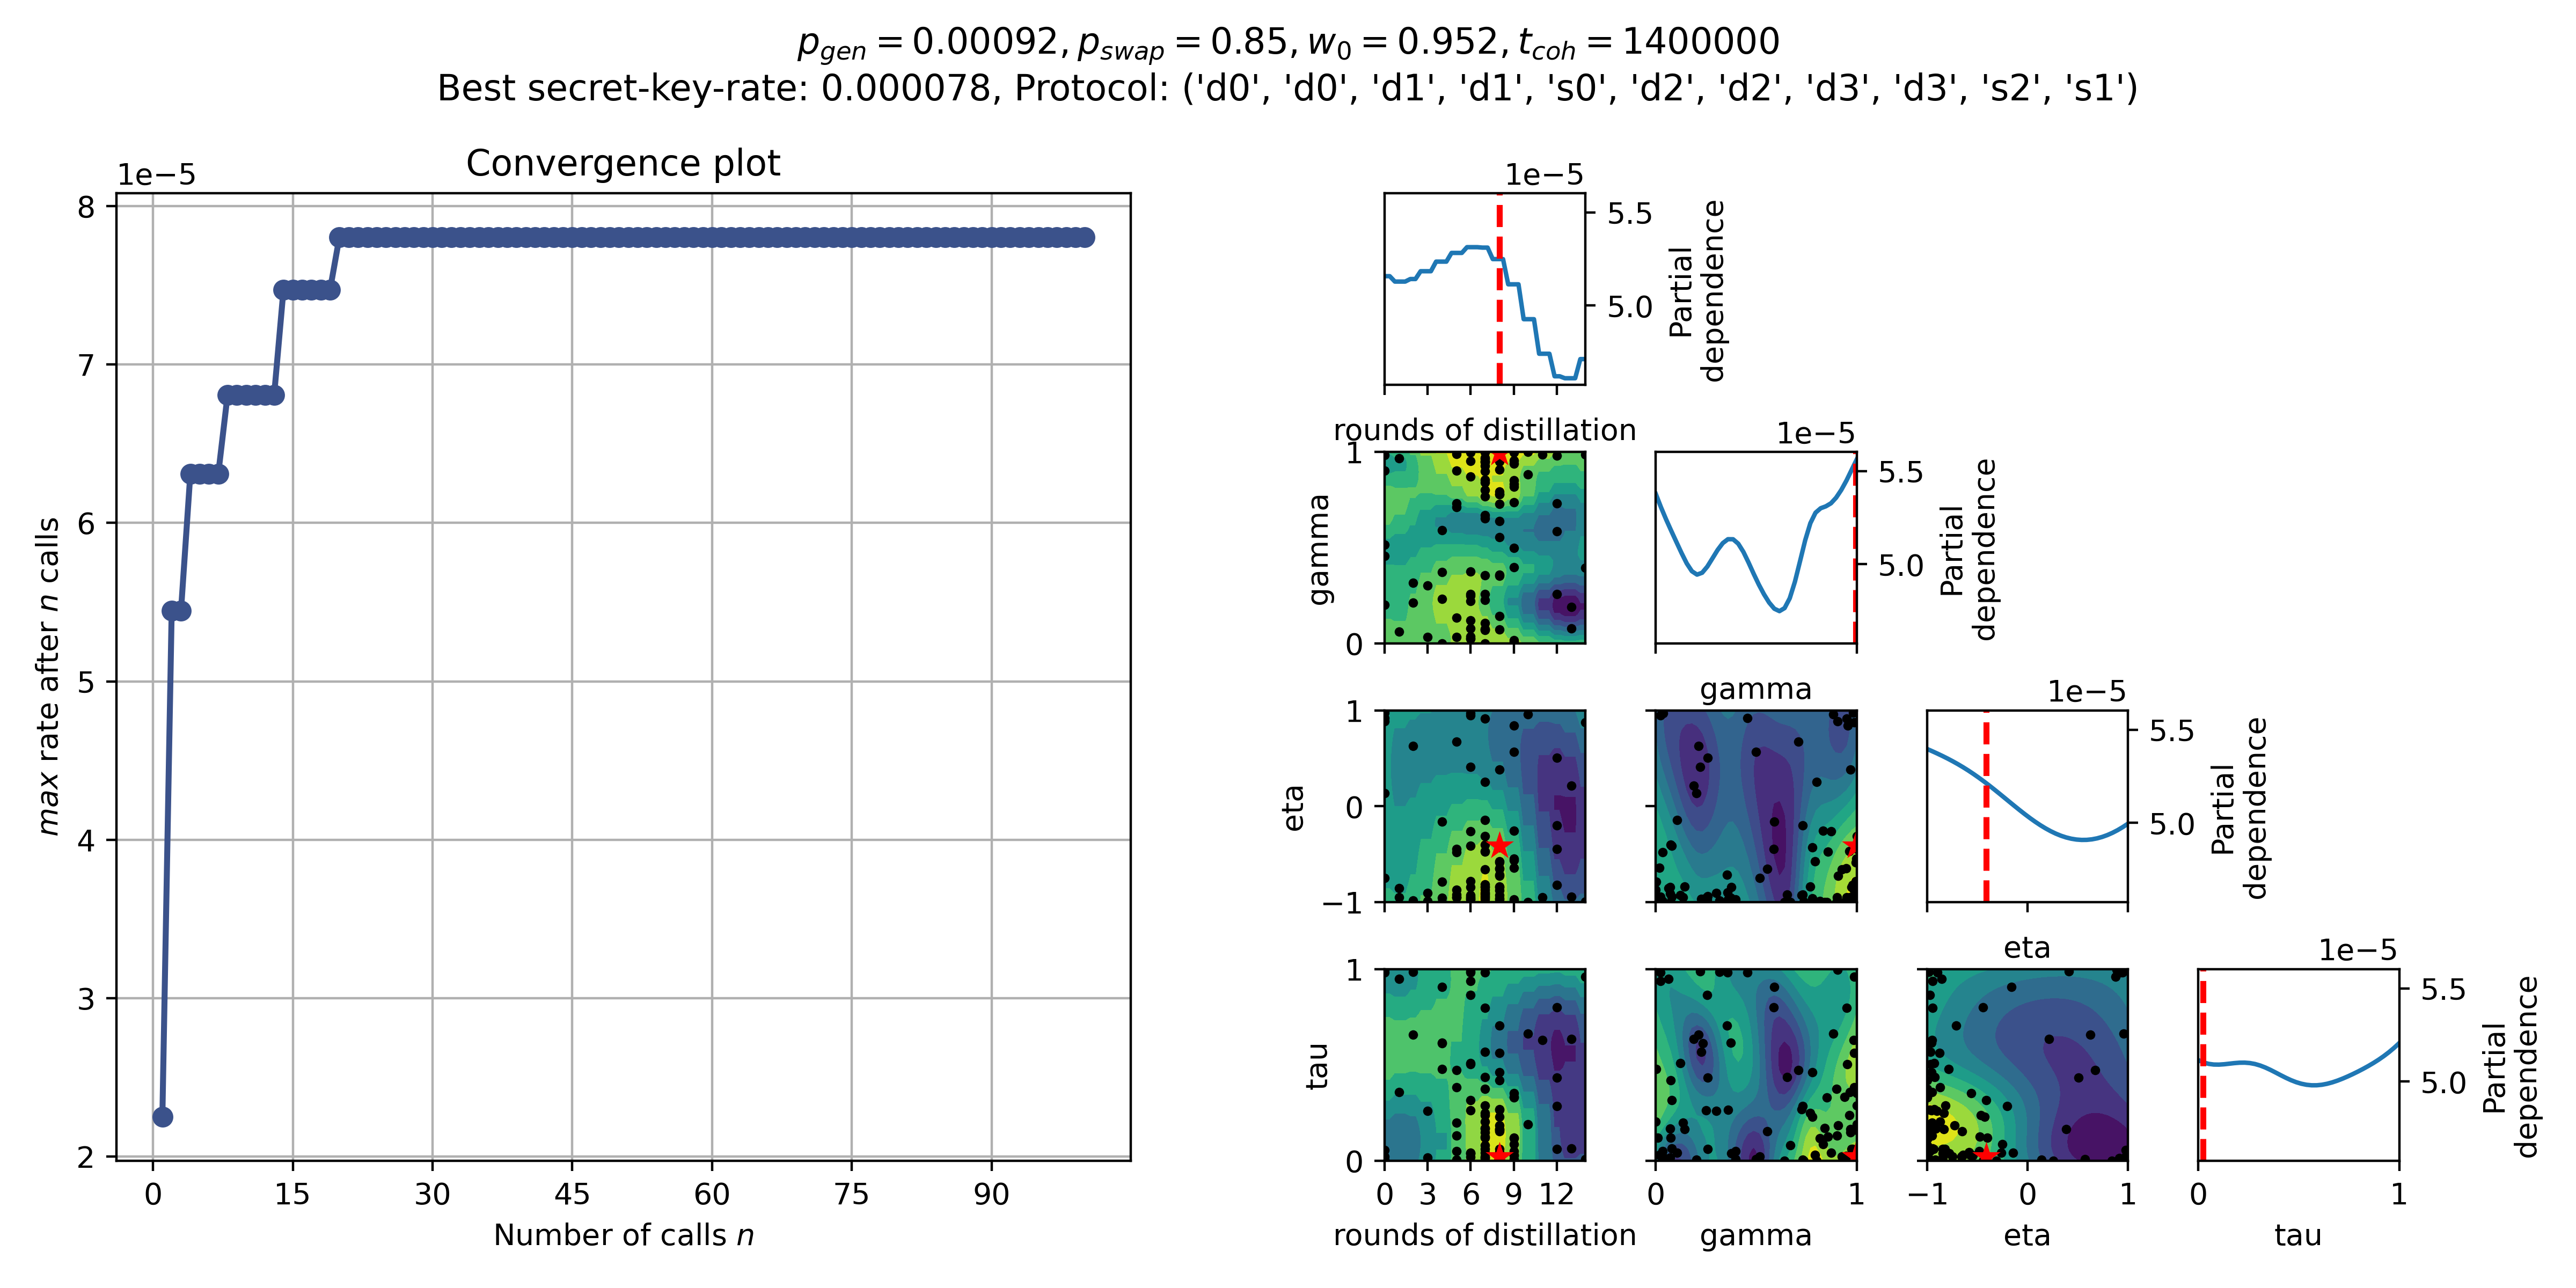 p_gen = 0.00092, p_swap = 0.85, w_0 = 0.952, t_coh = 1400000
Best secret-key-rate: 0.000078, Protocol: ('d0', 'd0', 'd1', 'd1', 's0', 'd2', 'd2', 'd3', 'd3', 's2', 's1')
Convergence plot
1e−5
8
7
6
5
4
3
2
max rate after n calls
0 15 30 45 60 75 90
Number of calls n
1e−5
5.5
5.0
Partial
dependence
rounds of distillation
1
0
gamma
1e−5
5.5
5.0
Partial
dependence
gamma
1
0
−1
eta
1e−5
5.5
5.0
Partial
dependence
eta
1
0
tau
1e−5
5.5
5.0
Partial
dependence
0 3 6 9 12
rounds of distillation
0 1
gamma
−1 0 1
eta
0 1
tau